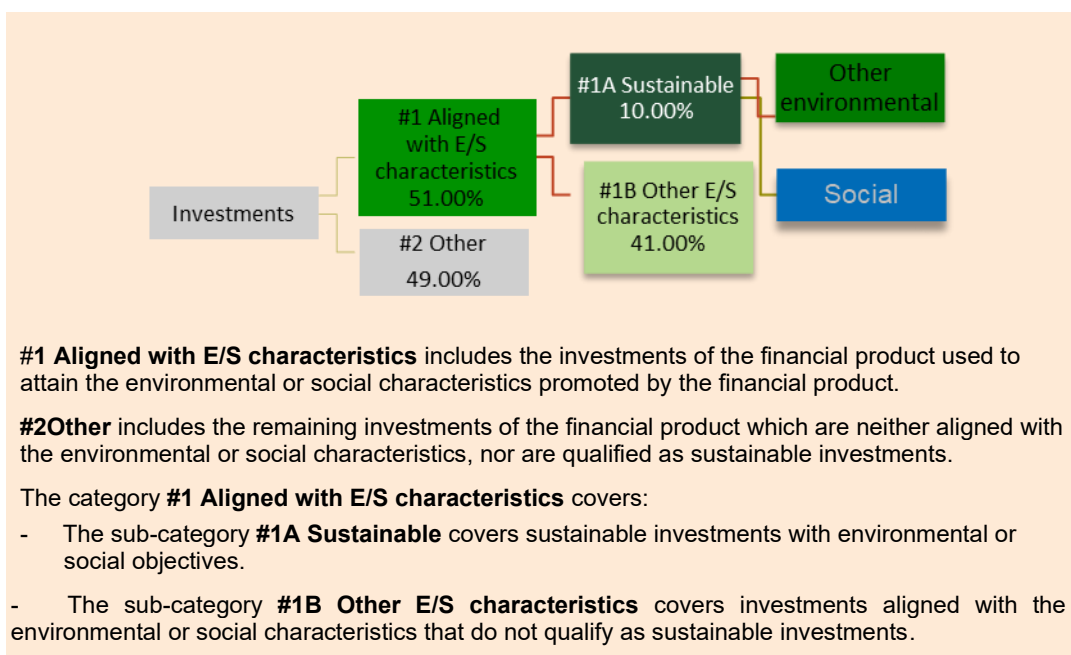 Investments
#1 Aligned
with E/S
characteristics
51.00%
#2 Other
49.00%
#1A Sustainable
10.00%
#1B Other E/S
characteristics
41.00%
Other
environmental
Social
#1 Aligned with E/S characteristics includes the investments of the financial product used to
attain the environmental or social characteristics promoted by the financial product.
#2Other includes the remaining investments of the financial product which are neither aligned with
the environmental or social characteristics, nor are qualified as sustainable investments.
The category #1 Aligned with E/S characteristics covers:
- The sub-category #1A Sustainable covers sustainable investments with environmental or
social objectives.
- The sub-category #1B Other E/S characteristics covers investments aligned with the
environmental or social characteristics that do not qualify as sustainable investments.